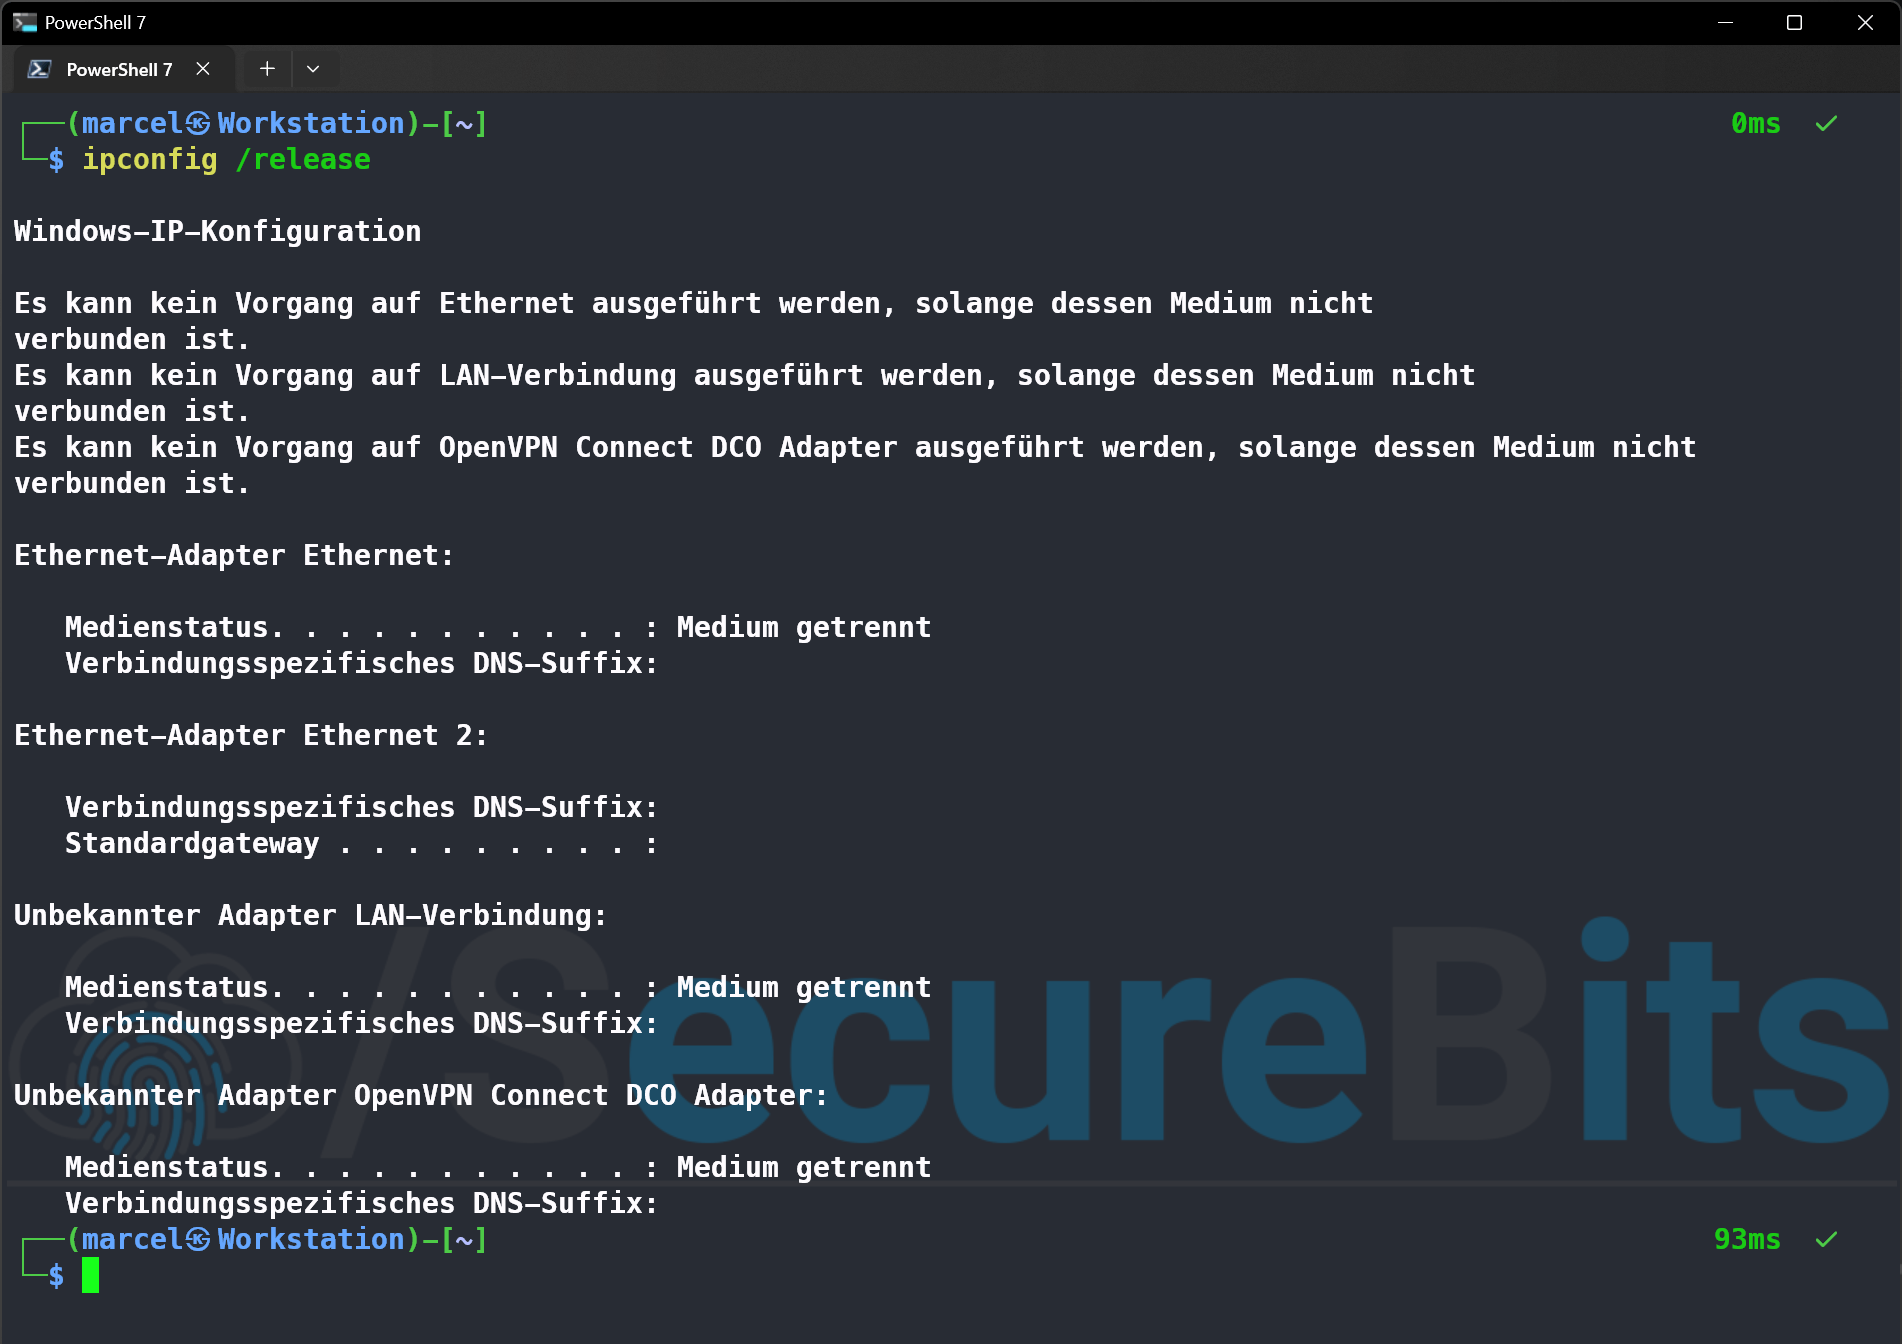 PowerShell 7
PowerShell 7
(marcel㉿Workstation)-[~] 0ms ✓
$ ipconfig /release
Windows-IP-Konfiguration
Es kann kein Vorgang auf Ethernet ausgeführt werden, solange dessen Medium nicht
verbunden ist.
Es kann kein Vorgang auf LAN-Verbindung ausgeführt werden, solange dessen Medium nicht
verbunden ist.
Es kann kein Vorgang auf OpenVPN Connect DCO Adapter ausgeführt werden, solange dessen Medium nicht
verbunden ist.
Ethernet-Adapter Ethernet:
Medienstatus. . . . . . . . . . . : Medium getrennt
Verbindungsspezifisches DNS-Suffix:
Ethernet-Adapter Ethernet 2:
Verbindungsspezifisches DNS-Suffix:
Standardgateway . . . . . . . . . . :
Unbekannter Adapter LAN-Verbindung:
Medienstatus. . . . . . . . . . . : Medium getrennt
Verbindungsspezifisches DNS-Suffix:
/SecureBits
Unbekannter Adapter OpenVPN Connect DCO Adapter:
Medienstatus. . . . . . . . . . . : Medium getrennt
Verbindungsspezifisches DNS-Suffix:
(marcel㉿Workstation)-[~] 93ms ✓
$